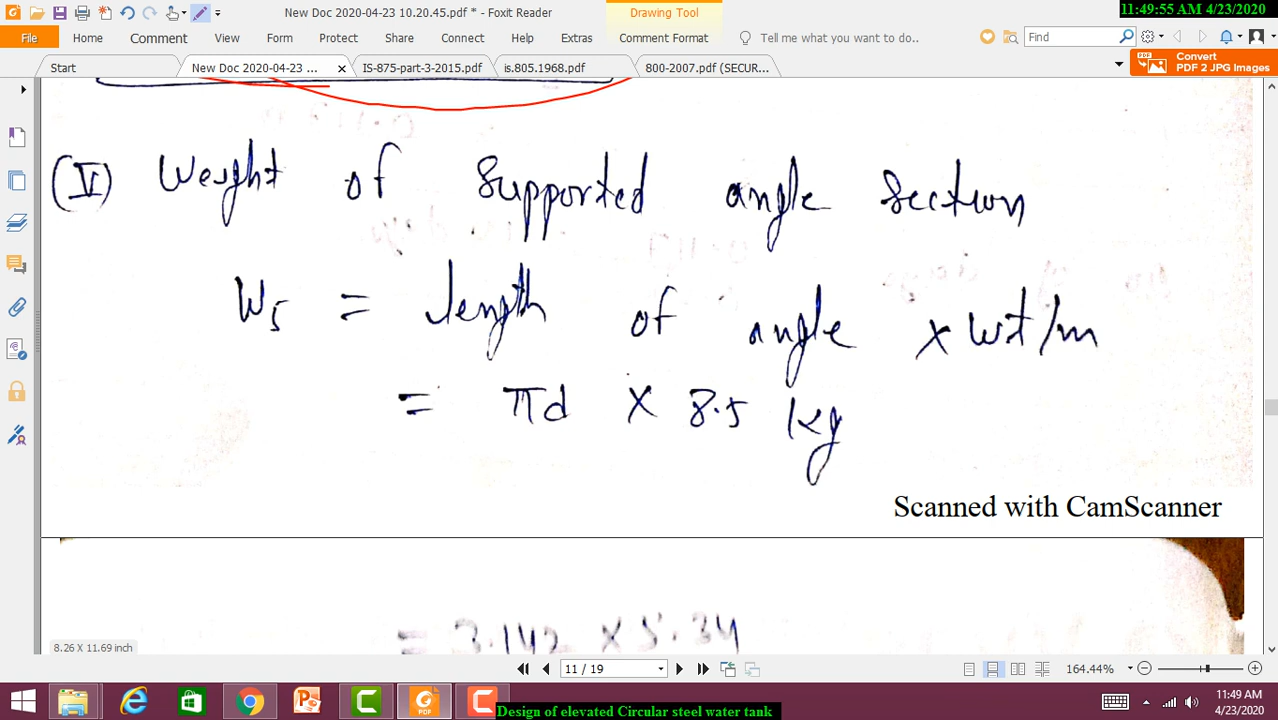 New Doc 2020-04-23 10.20.45.pdf * - Foxit Reader
Drawing Tool
11:49:55 AM 4/23/2020
File Home Comment View Form Protect Share Connect Help Extras Comment Format Tell me what you want to do.. Find
Start New Doc 2020-04-23 ... IS-875-part-3-2015.pdf is.805.1968.pdf 800-2007.pdf (SECUR...
Convert
PDF 2 JPG Images
(V) Weight of supported angle section
W5 = length of angle x wt/m
= πd x 8.5 kg
Scanned with CamScanner
= 3.142 x 5.34
8.26 X 11.69 inch
11 / 19
164.44%
Design of elevated Circular steel water tank
11:49 AM
4/23/2020